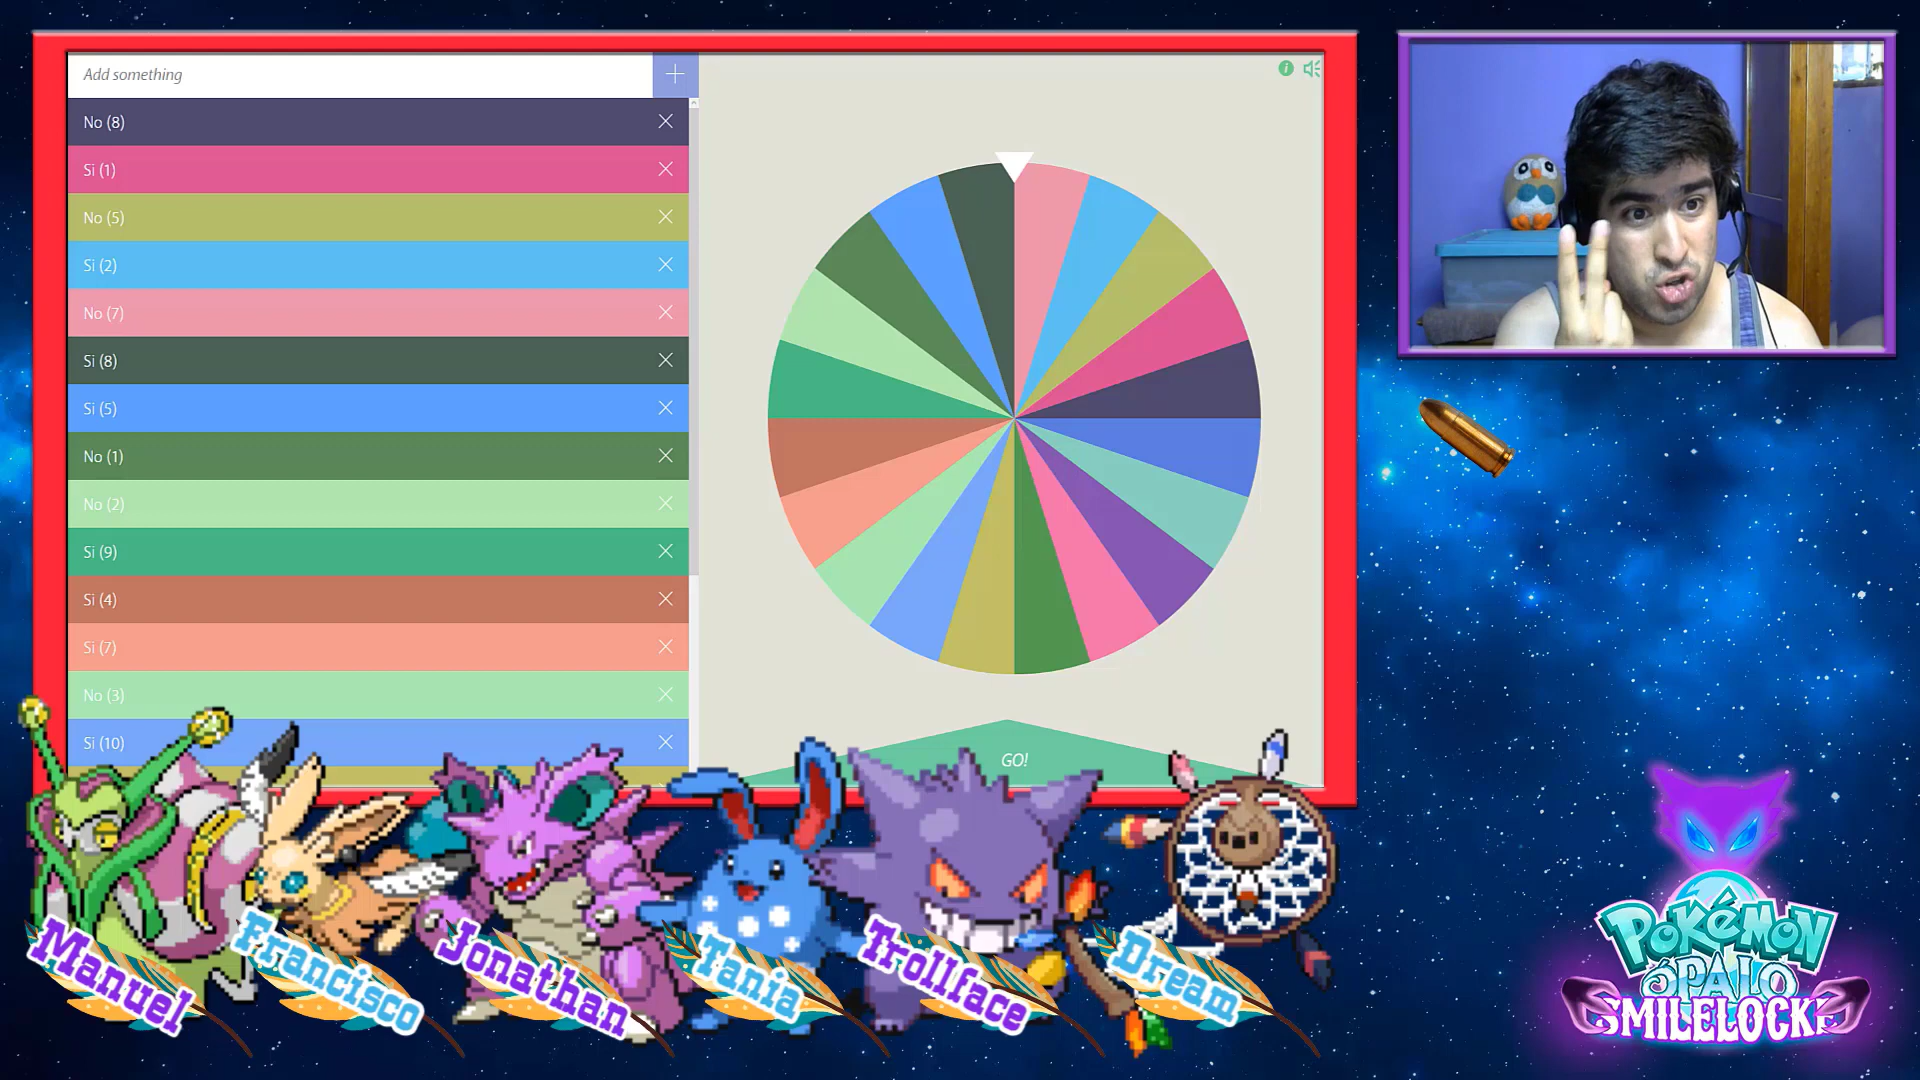 Add something
No (8)
Si (1)
No (5)
Si (2)
No (7)
Si (8)
Si (5)
No (1)
No (2)
Si (9)
Si (4)
Si (7)
No (3)
Si (10)
GO!
Manuel
Francisco
Jonathan
Tania
Trollface
Dream
Pokémon
ÓPALO
SMILELOCKE